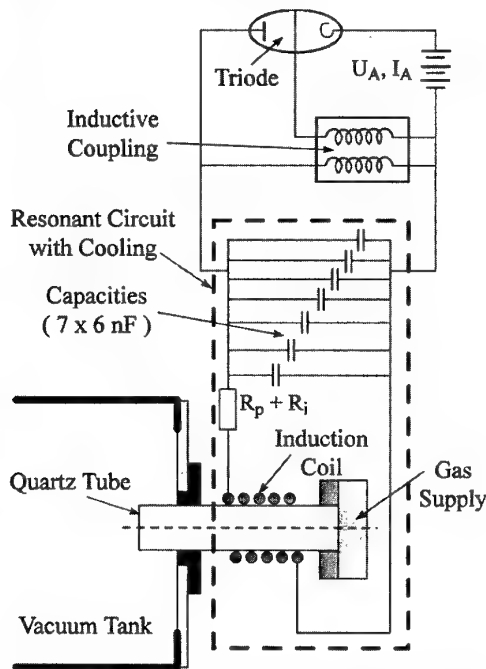 Triode
U_A, I_A
Inductive
Coupling
Resonant Circuit
with Cooling
Capacities
( 7 x 6 nF )
R_p + R_i
Induction
Coil
Gas
Supply
Quartz Tube
Vacuum Tank